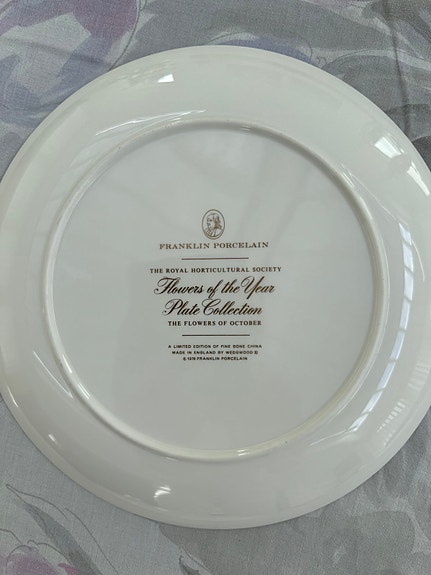 FRANKLIN PORCELAIN
THE ROYAL HORTICULTURAL SOCIETY
Flowers of the Year
Plate Collection
THE FLOWERS OF OCTOBER
A LIMITED EDITION OF FINE BONE CHINA
MADE IN ENGLAND BY WEDGWOOD ®
© 1978 FRANKLIN PORCELAIN